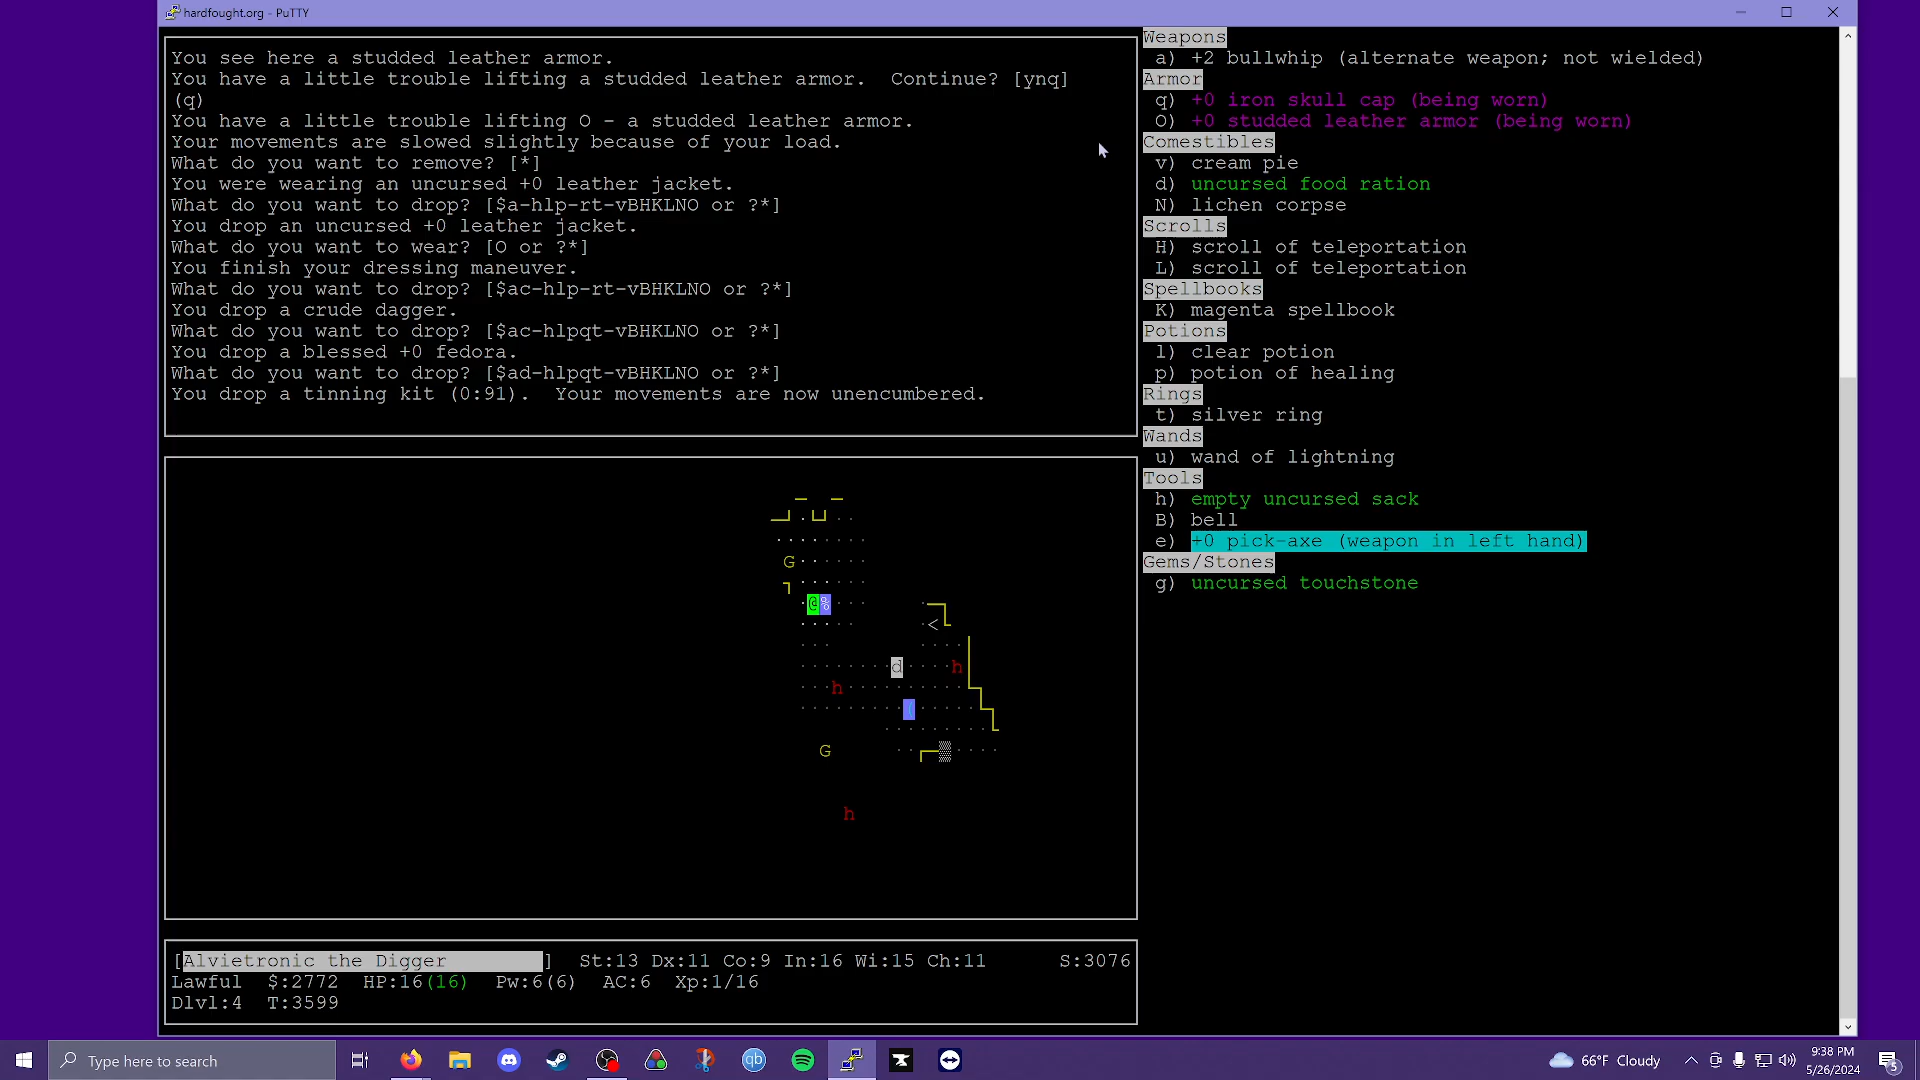 hardfought.org - PuTTY
You see here a studded leather armor.
You have a little trouble lifting a studded leather armor.  Continue? [ynq]
(q)
You have a little trouble lifting O - a studded leather armor.
Your movements are slowed slightly because of your load.
What do you want to remove? [*]
You were wearing an uncursed +0 leather jacket.
What do you want to drop? [$a-hlp-rt-vBHKLNO or ?*]
You drop an uncursed +0 leather jacket.
What do you want to wear? [O or ?*]
You finish your dressing maneuver.
What do you want to drop? [$ac-hlp-rt-vBHKLNO or ?*]
You drop a crude dagger.
What do you want to drop? [$ac-hlpqt-vBHKLNO or ?*]
You drop a blessed +0 fedora.
What do you want to drop? [$ad-hlpqt-vBHKLNO or ?*]
You drop a tinning kit (0:91).  Your movements are now unencumbered.
G
@%
<
d
h
h
G
h
[Alvietronic the Digger          ]   St:13 Dx:11 Co:9 In:16 Wi:15 Ch:11      S:3076
Lawful  $:2772  HP:16(16)  Pw:6(6)  AC:6  Xp:1/16
Dlvl:4  T:3599
Weapons
a) +2 bullwhip (alternate weapon; not wielded)
Armor
q) +0 iron skull cap (being worn)
O) +0 studded leather armor (being worn)
Comestibles
v) cream pie
d) uncursed food ration
N) lichen corpse
Scrolls
H) scroll of teleportation
L) scroll of teleportation
Spellbooks
K) magenta spellbook
Potions
l) clear potion
p) potion of healing
Rings
t) silver ring
Wands
u) wand of lightning
Tools
h) empty uncursed sack
B) bell
e) +0 pick-axe (weapon in left hand)
Gems/Stones
g) uncursed touchstone
Type here to search
qb
66°F Cloudy
9:38 PM
5/26/2024
5